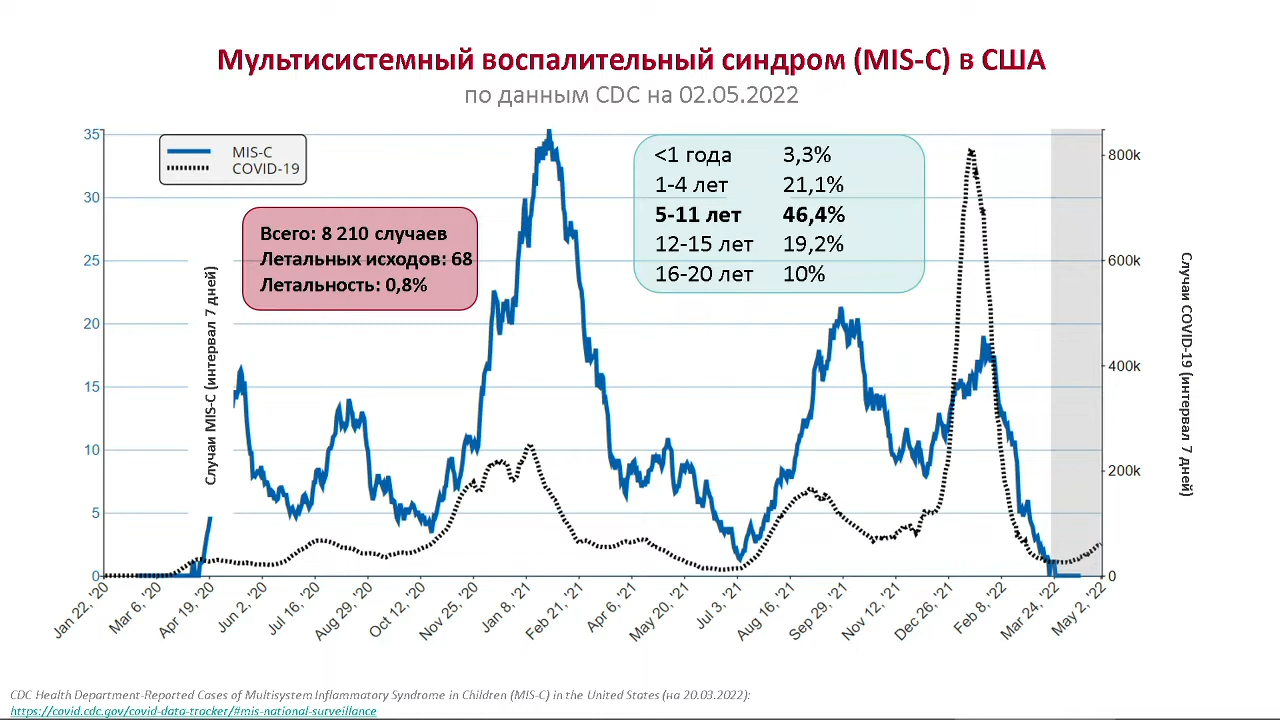 Мультисистемный воспалительный синдром (MIS-C) в США
по данным CDC на 02.05.2022
MIS-C
COVID-19
Всего: 8 210 случаев
Летальных исходов: 68
Летальность: 0,8%
<1 года 3,3%
1-4 лет 21,1%
5-11 лет 46,4%
12-15 лет 19,2%
16-20 лет 10%
Случаи MIS-C (интервал 7 дней)
35
30
25
20
15
10
5
0
800k
600k
400k
200k
0
Случаи COVID-19 (интервал 7 дней)
Jan 22, '20
Mar 6, '20
Apr 19, '20
Jun 2, '20
Jul 16, '20
Aug 29, '20
Oct 12, '20
Nov 25, '20
Jan 8, '21
Feb 21, '21
Apr 6, '21
May 20, '21
Jul 3, '21
Aug 16, '21
Sep 29, '21
Nov 12, '21
Dec 26, '21
Feb 8, '22
Mar 24, '22
May 2, '22
CDC Health Department-Reported Cases of Multisystem Inflammatory Syndrome in Children (MIS-C) in the United States (на 20.03.2022):
https://covid.cdc.gov/covid-data-tracker/#mis-national-surveillance